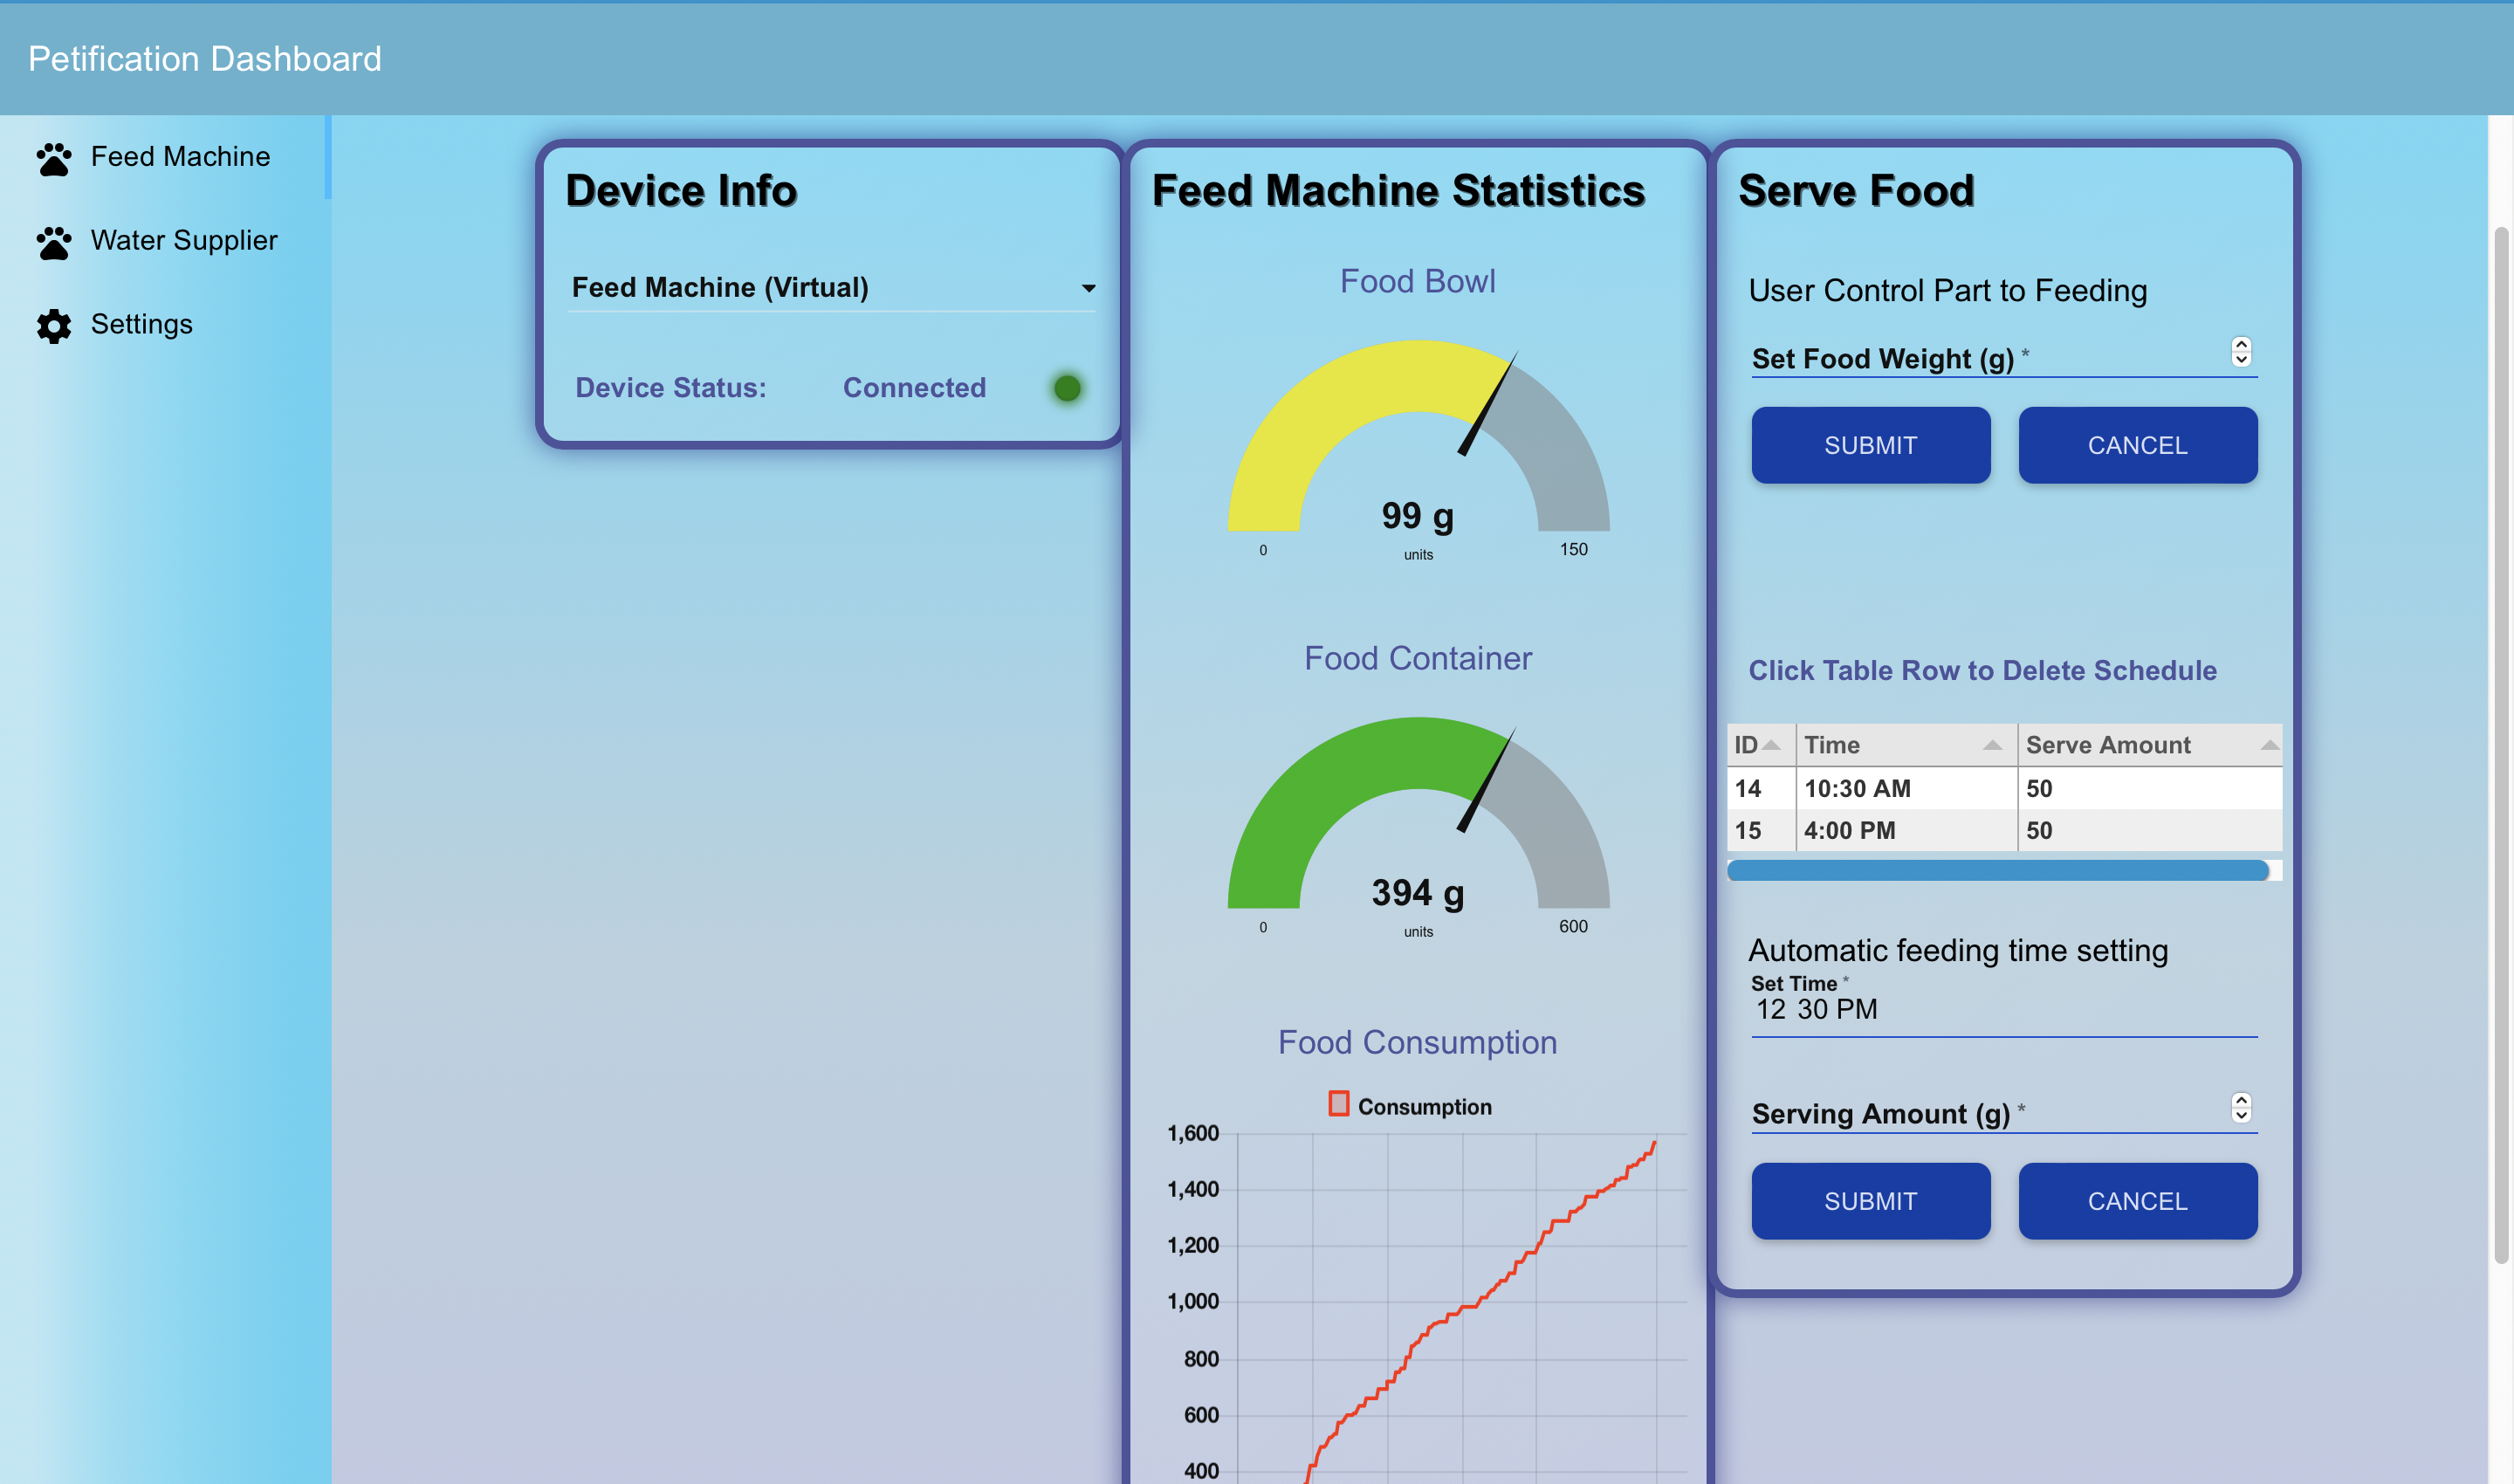 Petification Dashboard
Feed Machine
Water Supplier
Settings
Device Info
Feed Machine (Virtual)
Device Status: Connected
Feed Machine Statistics
Food Bowl
99 g
0 units 150
Food Container
394 g
0 units 600
Food Consumption
Consumption
1,600
1,400
1,200
1,000
800
600
400
Serve Food
User Control Part to Feeding
Set Food Weight (g) *
SUBMIT CANCEL
Click Table Row to Delete Schedule
ID Time Serve Amount
14 10:30 AM 50
15 4:00 PM 50
Automatic feeding time setting
Set Time *
12 30 PM
Serving Amount (g) *
SUBMIT CANCEL